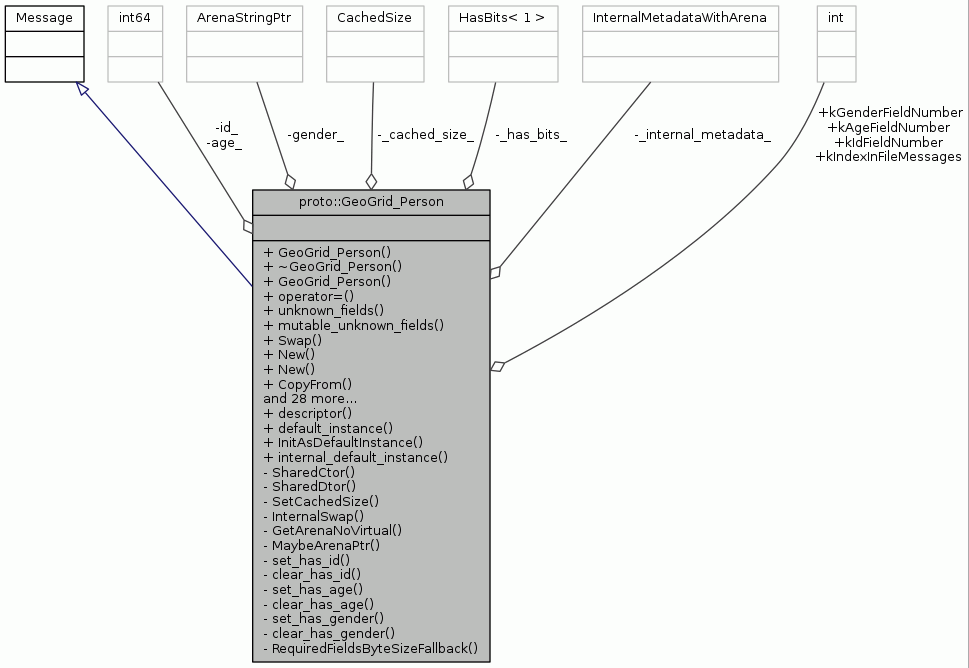 Message
int64
ArenaStringPtr
CachedSize
HasBits< 1 >
InternalMetadataWithArena
int
-id_
-age_
-gender_
-_cached_size_
-_has_bits_
-_internal_metadata_
+kGenderFieldNumber
+kAgeFieldNumber
+kIdFieldNumber
+kIndexInFileMessages
proto::GeoGrid_Person
+ GeoGrid_Person()
+ ~GeoGrid_Person()
+ GeoGrid_Person()
+ operator=()
+ unknown_fields()
+ mutable_unknown_fields()
+ Swap()
+ New()
+ New()
+ CopyFrom()
and 28 more...
+ descriptor()
+ default_instance()
+ InitAsDefaultInstance()
+ internal_default_instance()
- SharedCtor()
- SharedDtor()
- SetCachedSize()
- InternalSwap()
- GetArenaNoVirtual()
- MaybeArenaPtr()
- set_has_id()
- clear_has_id()
- set_has_age()
- clear_has_age()
- set_has_gender()
- clear_has_gender()
- RequiredFieldsByteSizeFallback()